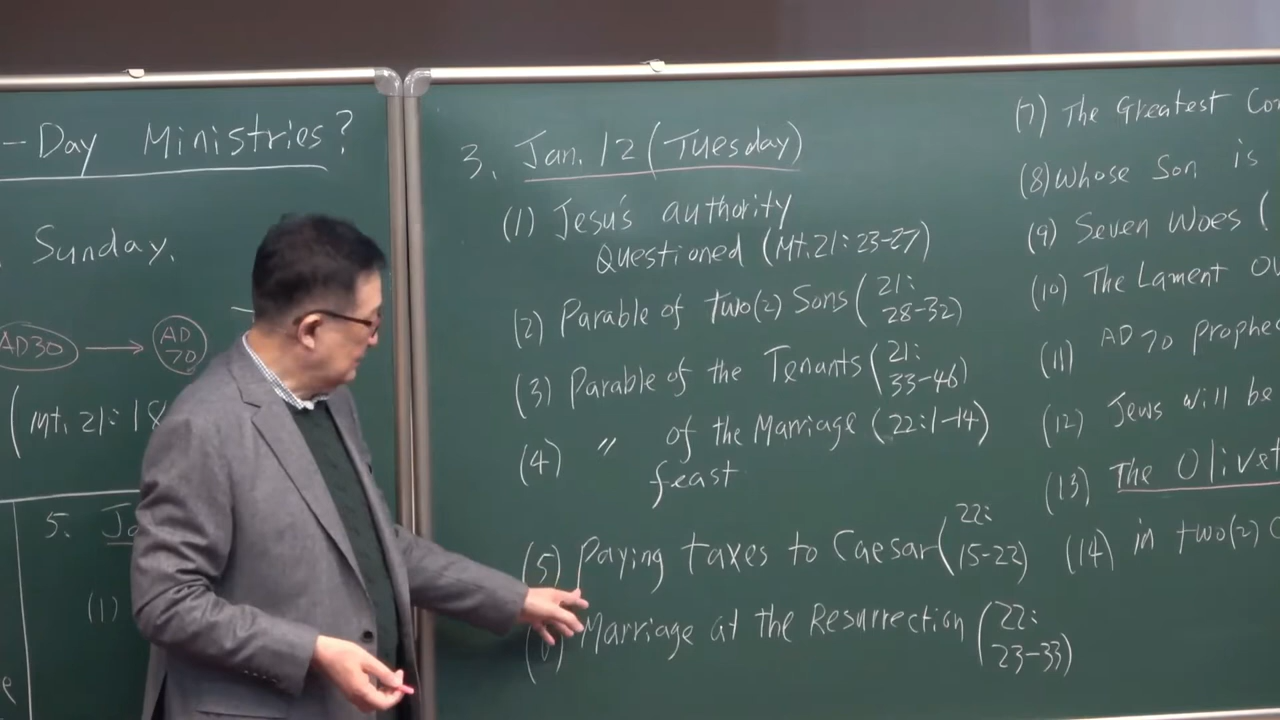 -Day Ministries?
Sunday.
AD30 → AD 70
(Mt. 21: 18
5. Ja
(1)
3. Jan. 12 (Tuesday)
(1) Jesu's authority
Questioned (Mt. 21: 23-27)
(2) Parable of Two(2) Sons (21: 28-32)
(3) Parable of the Tenants (21: 33-46)
(4) " of the Marriage (22:1-14)
feast
(5) Paying taxes to Caesar (22: 15-22)
(6) Marriage at the Resurrection (22: 23-33)
(7) The Greatest Co
(8) Whose Son is
(9) Seven Woes (
(10) The Lament Ov
(11) AD 70 prophe
(12) Jews will be
(13) The Olivet
(14) in two(2)